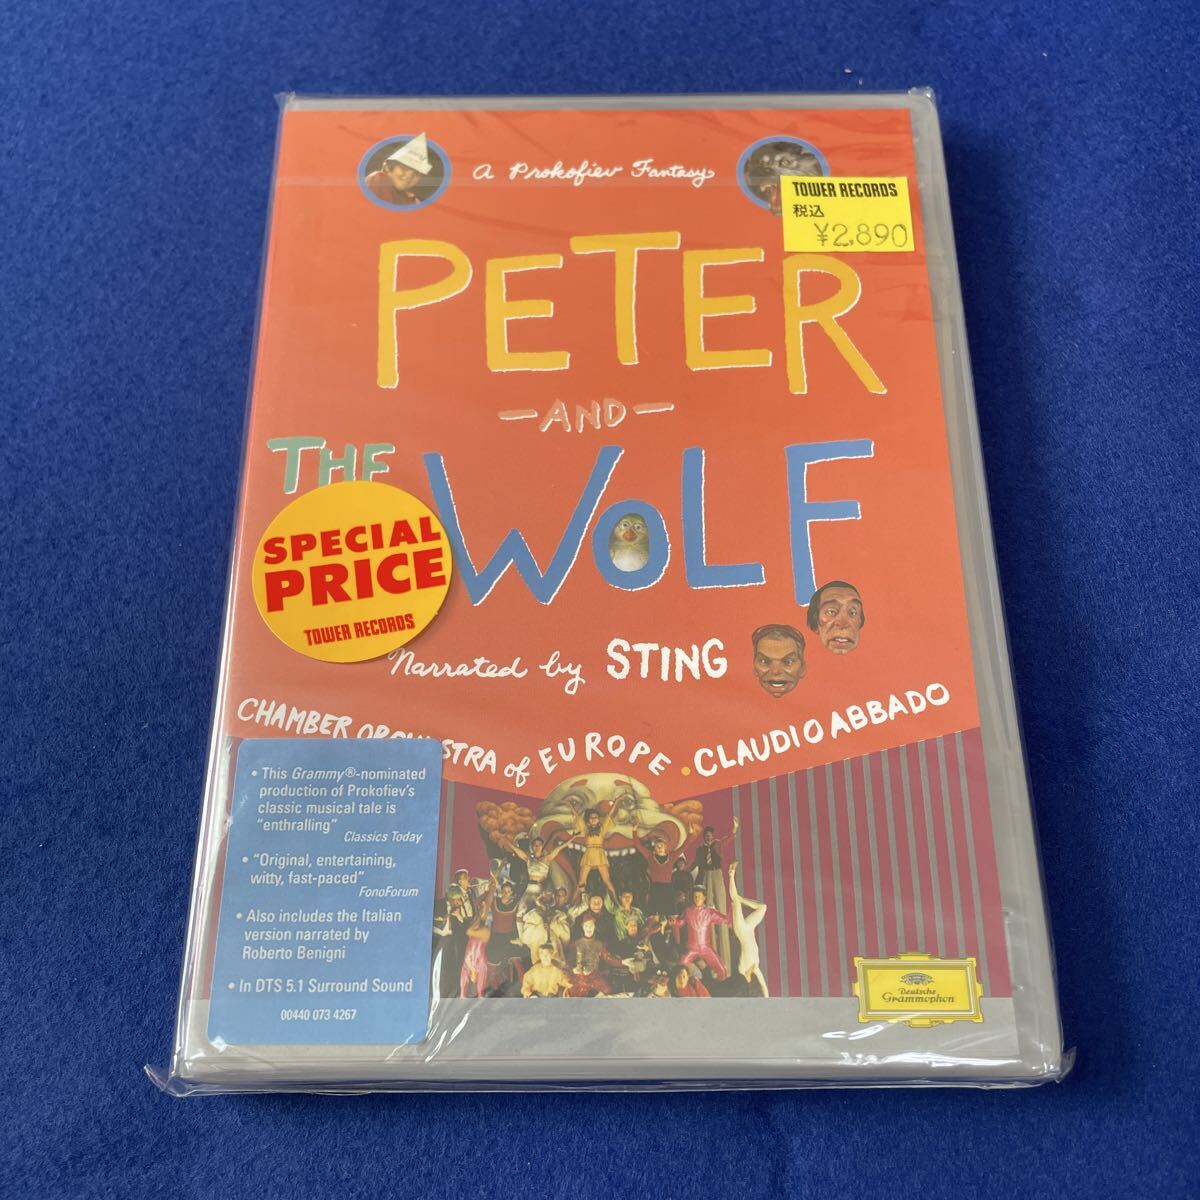 A Prokofiev Fantasy
TOWER RECORDS
税込
¥2,890
PETER
—AND—
THE WOLF
SPECIAL
PRICE
TOWER RECORDS
Narrated by STING
CHAMBER ORCHESTRA of EUROPE · CLAUDIO ABBADO
• This Grammy®-nominated
production of Prokofiev's
classic musical tale is
"enthralling"
Classics Today
• "Original, entertaining,
witty, fast-paced"
FonoForum
• Also includes the Italian
version narrated by
Roberto Benigni
• In DTS 5.1 Surround Sound
00440 073 4267
Deutsche
Grammophon